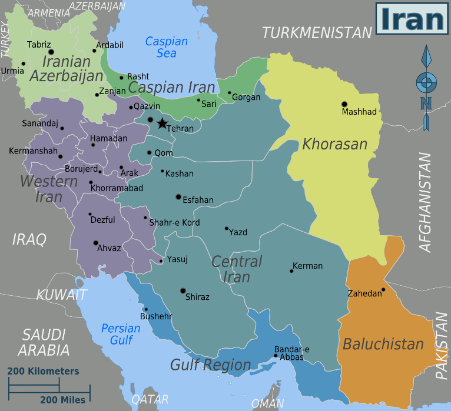 Iran
ARMENIA
AZERBAIJAN
TURKEY
Caspian
Sea
TURKMENISTAN
Tabriz
Ardabil
Iranian
Azerbaijan
Urmia
Rasht
Zanjan
Caspian Iran
Gorgan
Sari
Qazvin
Tehran
Mashhad
N
Sanandaj
Hamadan
Qom
Khorasan
Kermanshah
Borujerd
Arak
Kashan
Western
Iran
Khorramabad
Esfahan
AFGHANISTAN
Dezful
Shahr-e Kord
Yazd
IRAQ
Ahvaz
Yasuj
Central
Iran
Kerman
KUWAIT
Shiraz
Zahedan
Bushehr
Persian
Gulf
SAUDI
ARABIA
Bandar-e
Abbas
Baluchistan
PAKISTAN
Gulf Region
200 Kilometers
200 Miles
QATAR
OMAN